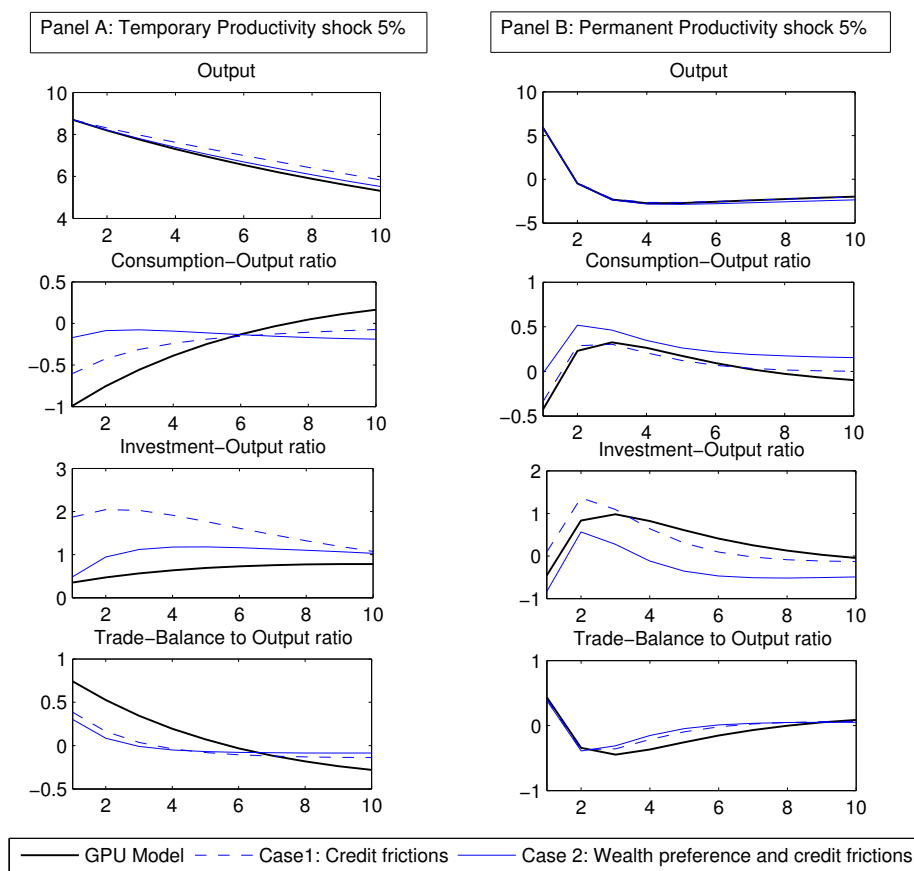 Panel A: Temporary Productivity shock 5%
Output
10
8
6
4
2 4 6 8 10
Consumption−Output ratio
0.5
0
−0.5
−1
2 4 6 8 10
Investment−Output ratio
3
2
1
0
2 4 6 8 10
Trade−Balance to Output ratio
1
0.5
0
−0.5
2 4 6 8 10
Panel B: Permanent Productivity shock 5%
Output
10
5
0
−5
2 4 6 8 10
Consumption−Output ratio
1
0.5
0
−0.5
2 4 6 8 10
Investment−Output ratio
2
1
0
−1
2 4 6 8 10
Trade−Balance to Output ratio
1
0
−1
2 4 6 8 10
GPU Model Case1: Credit frictions Case 2: Wealth preference and credit frictions